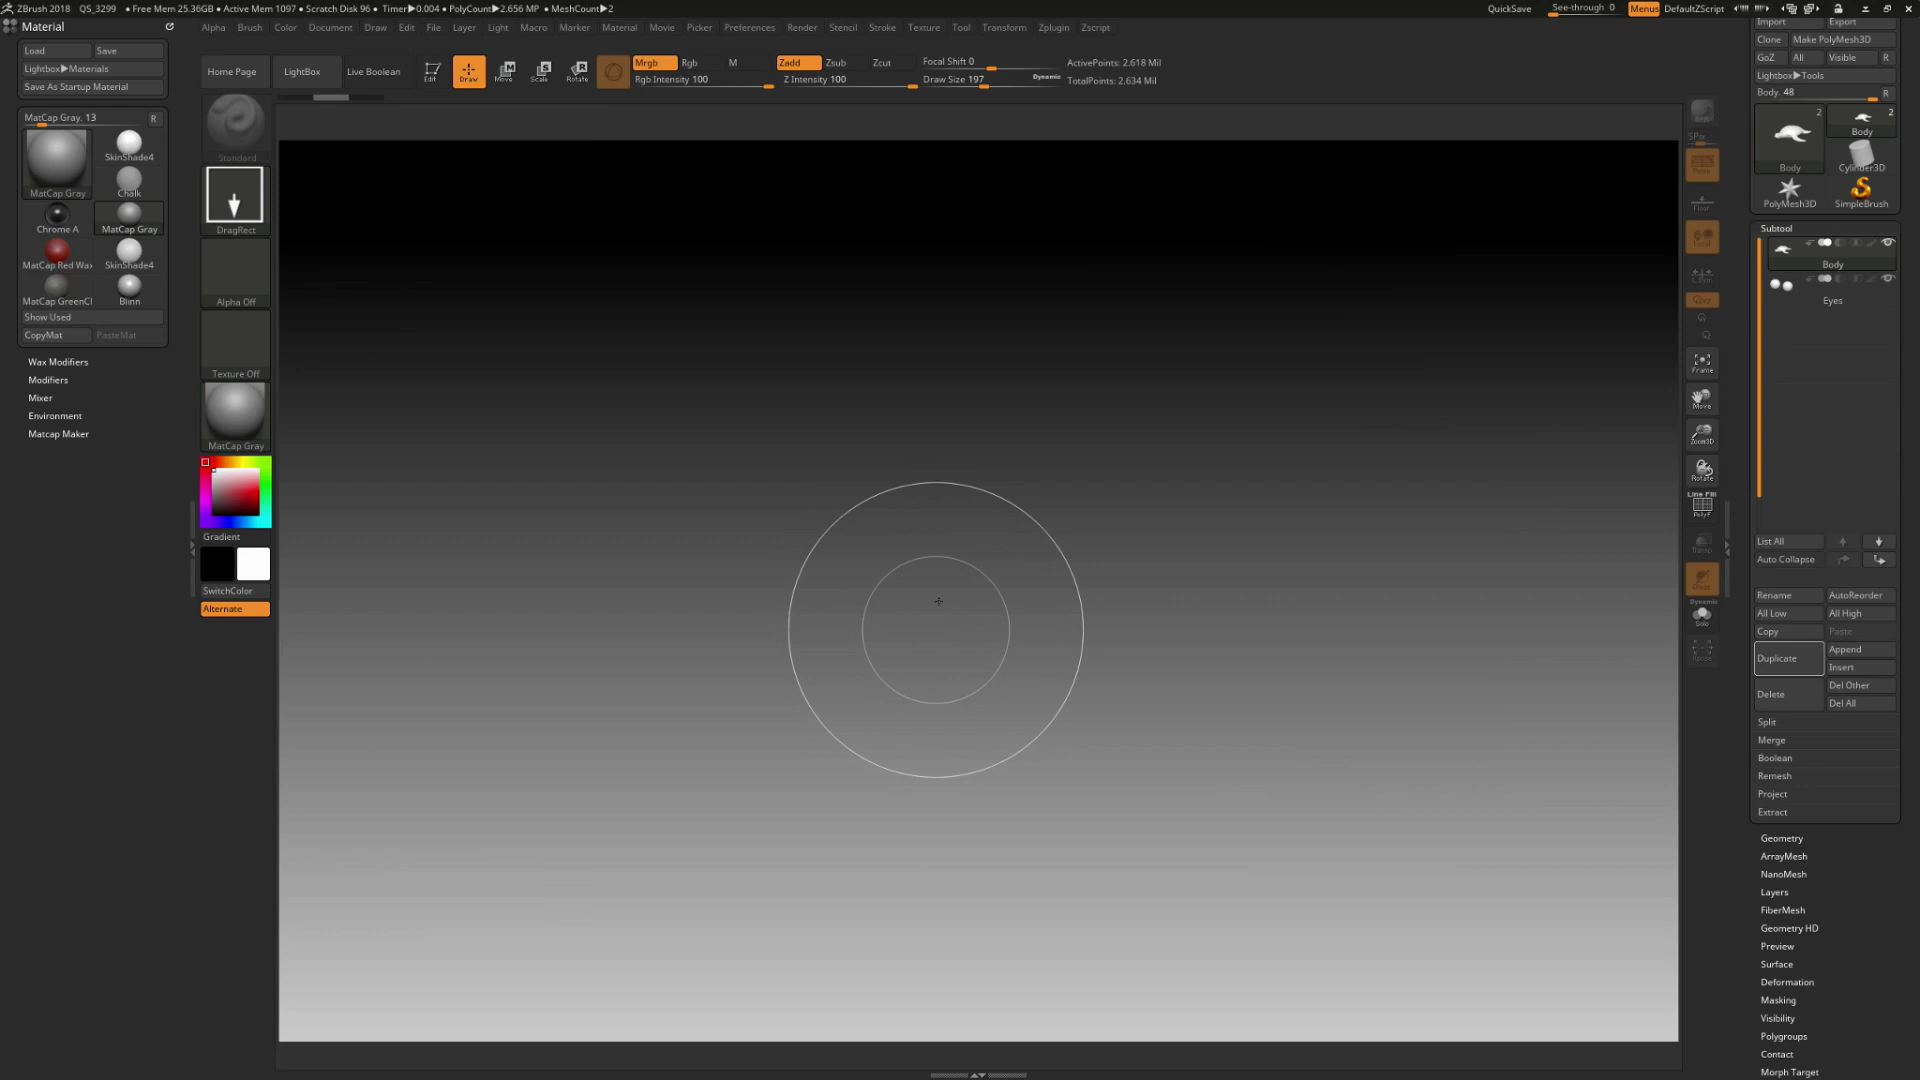 ZBrush 2018 QS_3299 • Free Mem 25.36GB • Active Mem 1097 • Scratch Disk 96 • Timer▶0.004 • PolyCount▶2.656 MP • MeshCount▶2
QuickSave See-through 0 Menus DefaultZScript
Material
Alpha Brush Color Document Draw Edit File Layer Light Macro Marker Material Movie Picker Preferences Render Stencil Stroke Texture Tool Transform Zplugin Zscript
Load Save
Lightbox▶Materials
Save As Startup Material
MatCap Gray. 13 R
MatCap Gray
SkinShade4
Chalk
Chrome A
MatCap Gray
MatCap Red Wax
SkinShade4
MatCap GreenCl
Blinn
Show Used
CopyMat PasteMat
Wax Modifiers
Modifiers
Mixer
Environment
Matcap Maker
Home Page LightBox Live Boolean
Edit Draw Move Scale Rotate
Mrgb Rgb M
Rgb Intensity 100
Zadd Zsub Zcut
Z Intensity 100
Focal Shift 0
Draw Size 197 Dynamic
ActivePoints: 2.618 Mil
TotalPoints: 2.634 Mil
Standard
DragRect
Alpha Off
Texture Off
MatCap Gray
Gradient
SwitchColor
Alternate
SPix
Persp
Floor
Local
Frame
Move
Zoom3D
Rotate
Line Fill
PolyF
Transp
Dynamic
Solo
Xpose
Import Export
Clone Make PolyMesh3D
GoZ All Visible R
Lightbox▶Tools
Body. 48 R
2
Body
2
Body
Cylinder3D
PolyMesh3D
SimpleBrush
Subtool
Body
Eyes
List All
Auto Collapse
Rename AutoReorder
All Low All High
Copy Paste
Duplicate Append
Insert
Delete Del Other
Del All
Split
Merge
Boolean
Remesh
Project
Extract
Geometry
ArrayMesh
NanoMesh
Layers
FiberMesh
Geometry HD
Preview
Surface
Deformation
Masking
Visibility
Polygroups
Contact
Morph Target